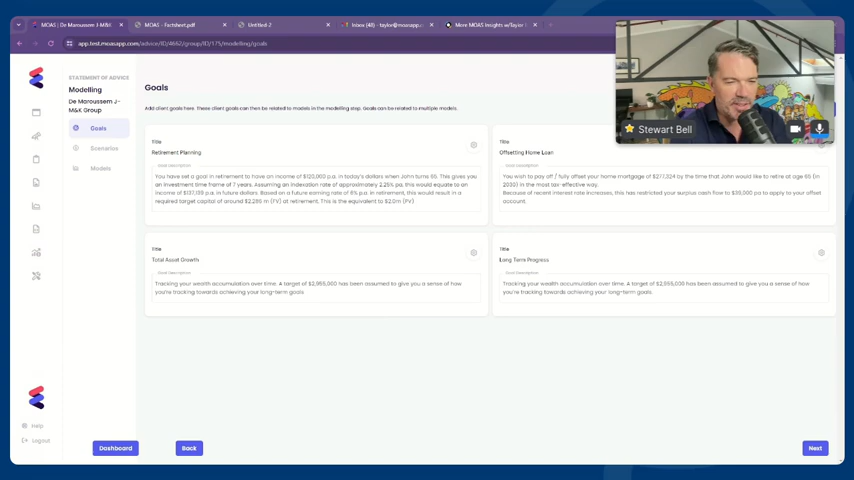 MOAS | De Maroussem J-M&K
MOAS - Factsheet.pdf
Untitled-2
Inbox (48) - taylor@moasapp.c
More MOAS Insights w/Taylor
app.test.moasapp.com/advice/ID/4662/group/ID/175/modelling/goals
STATEMENT OF ADVICE
Modelling
De Maroussem J-
M&K Group
Goals
Scenarios
Models
Help
Logout
Goals
Add client goals here. These client goals can then be related to models in the modelling step. Goals can be related to multiple models.
Title
Retirement Planning
Goal Description
You have set a goal in retirement to have an income of $120,000 p.a. in today's dollars when John turns 65. This gives you
an investment time frame of 7 years. Assuming an indexation rate of approximately 2.25% pa. this would equate to an
income of $137,139 p.a. in future dollars. Based on a future earning rate of 6% p.a. in retirement, this would result in a
required target capital of around $2.285 m (FV) at retirement. This is the equivalent to $2.0m (PV)
Title
Offsetting Home Loan
Goal Description
You wish to pay off / fully offset your home mortgage of $277,324 by the time that John would like to retire at age 65 (in
2030) in the most tax-effective way.
Because of recent interest rate increases, this has restricted your surplus cash flow to $39,000 pa to apply to your offset
account.
Title
Total Asset Growth
Goal Description
Tracking your wealth accumulation over time. A target of $2,955,000 has been assumed to give you a sense of how
you're tracking towards achieving your long-term goals
Title
Long Term Progress
Goal Description
Tracking your wealth accumulation over time. A target of $2,955,000 has been assumed to give you a sense of how
you're tracking towards achieving your long-term goals
Stewart Bell
Dashboard
Back
Next